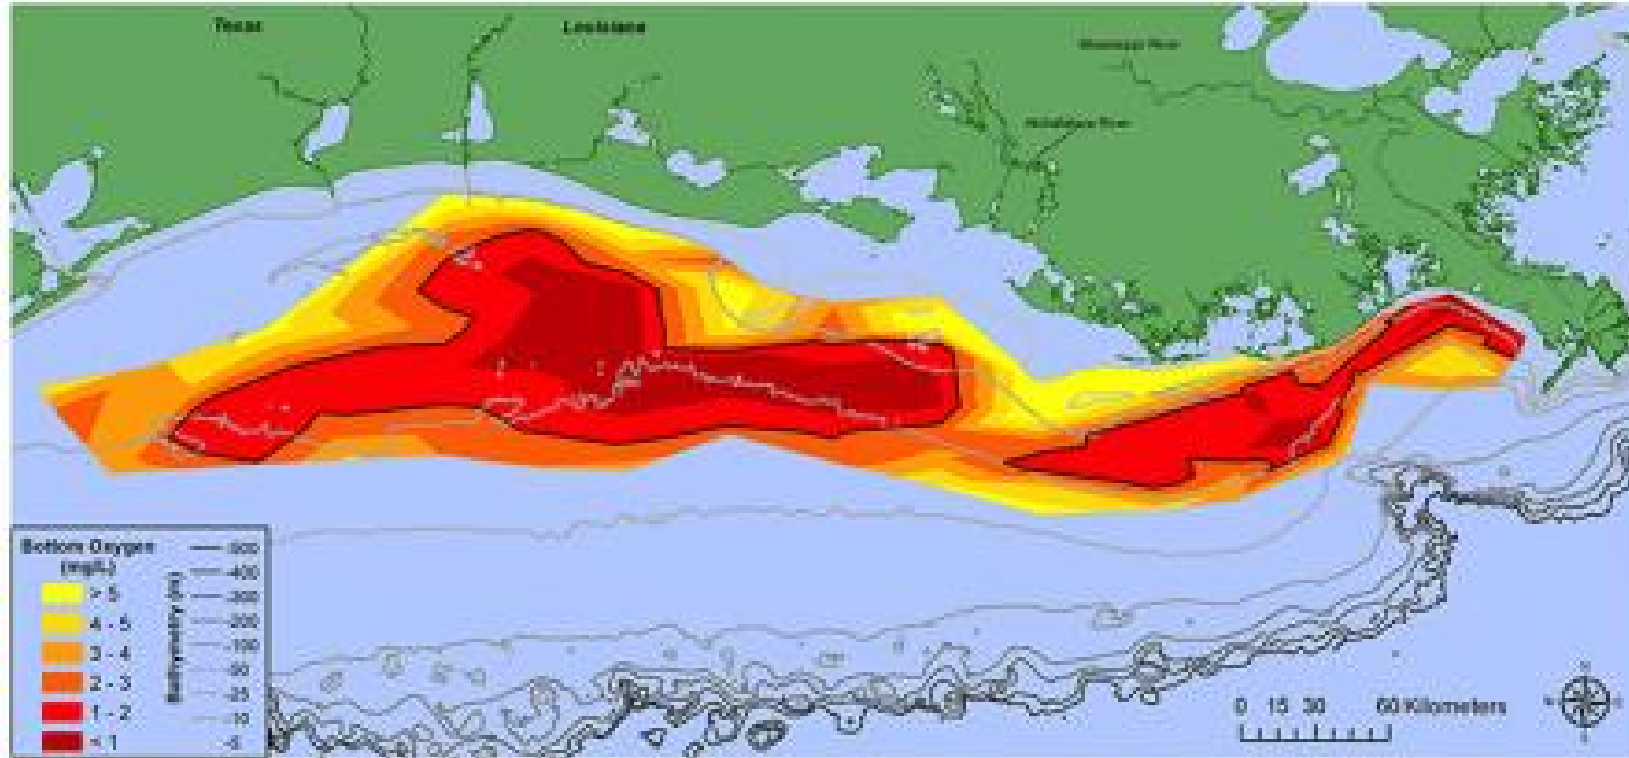 Texas
Louisiana
Mississippi River
Atchafalaya River
Bottom Oxygen
(mg/L)
> 5
4 - 5
3 - 4
2 - 3
1 - 2
< 1
Bathymetry (m)
-500
-400
-300
-200
-100
-50
-25
-10
-5
0 15 30 60 Kilometers